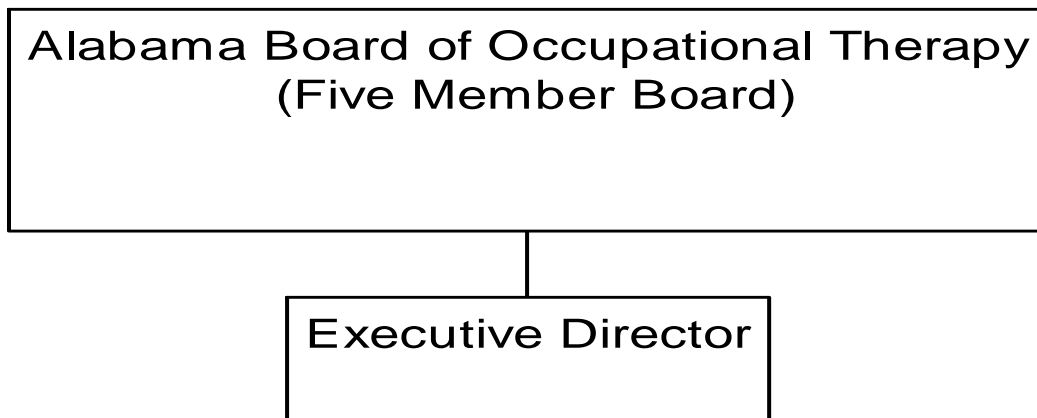 Alabama Board of Occupational Therapy
(Five Member Board)
Executive Director